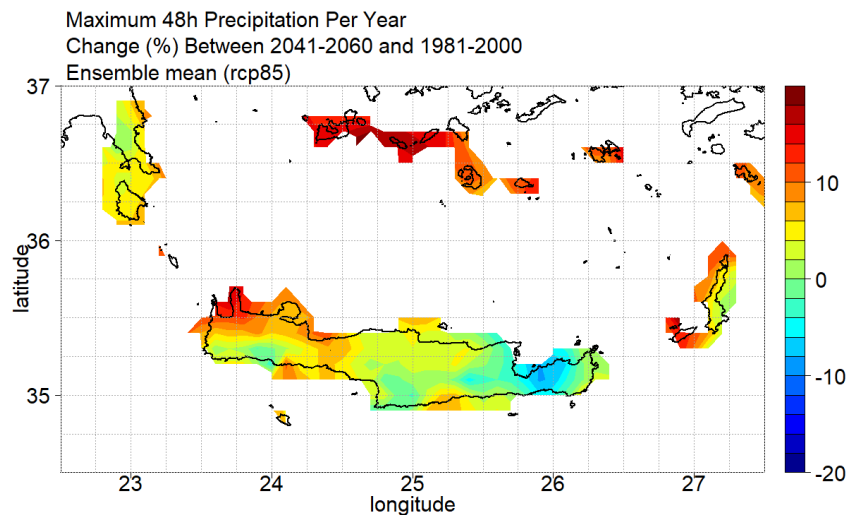 Maximum 48h Precipitation Per Year
Change (%) Between 2041-2060 and 1981-2000
Ensemble mean (rcp85)
37
36
35
latitude
23
24
25
26
27
longitude
10
0
-10
-20